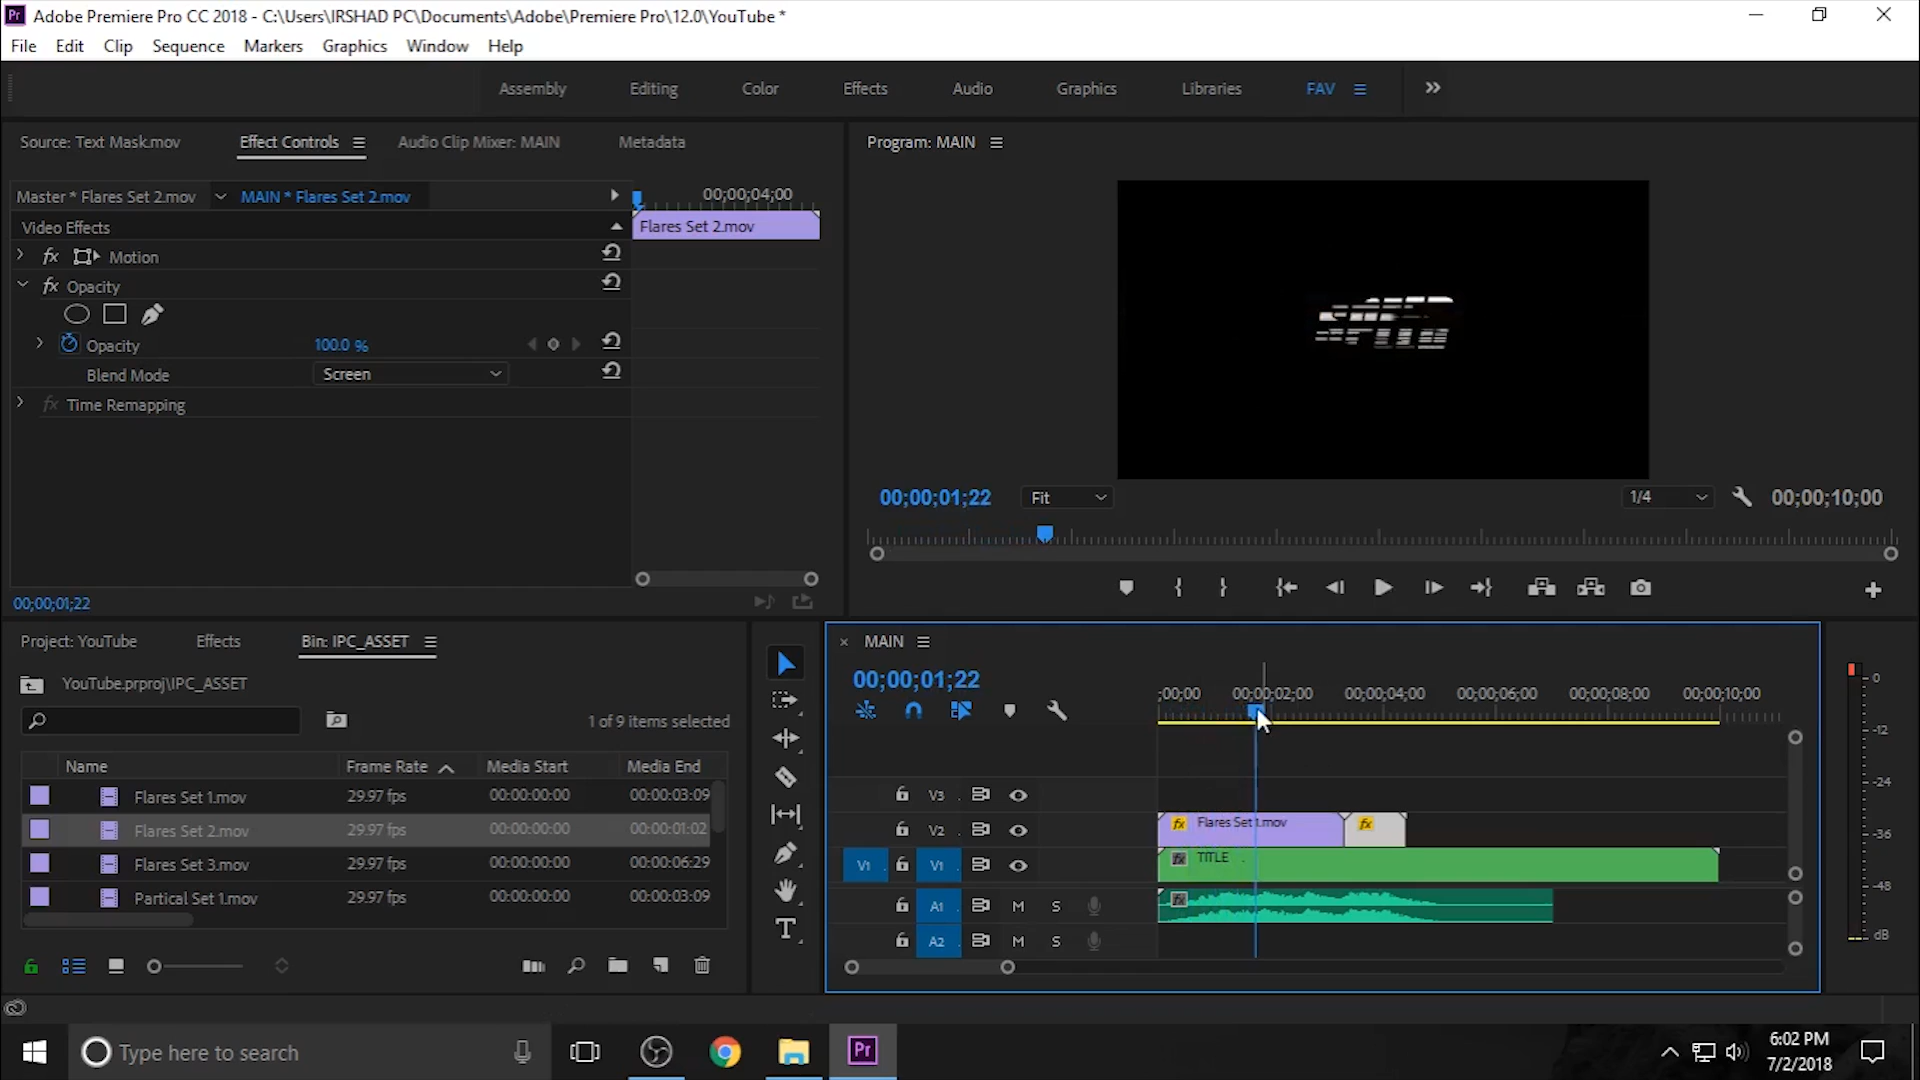 Pr Adobe Premiere Pro CC 2018 - C:\Users\IRSHAD PC\Documents\Adobe\Premiere Pro\12.0\YouTube *
File Edit Clip Sequence Markers Graphics Window Help
Assembly Editing Color Effects Audio Graphics Libraries FAV
Source: Text Mask.mov Effect Controls Audio Clip Mixer: MAIN Metadata
Program: MAIN
Master * Flares Set 2.mov MAIN * Flares Set 2.mov
00;00;04;00
Video Effects
Flares Set 2.mov
fx Motion
fx Opacity
Opacity 100.0 %
Blend Mode Screen
fx Time Remapping
00;00;01;22 Fit 1/4 00;00;10;00
00;00;01;22
Project: YouTube Effects Bin: IPC_ASSET
YouTube.prproj\IPC_ASSET
1 of 9 items selected
Name Frame Rate Media Start Media End
Flares Set 1.mov 29.97 fps 00:00:00:00 00:00:03:09
Flares Set 2.mov 29.97 fps 00:00:00:00 00:00:01:02
Flares Set 3.mov 29.97 fps 00:00:00:00 00:00:06:29
Partical Set 1.mov 29.97 fps 00:00:00:00 00:00:03:09
T
MAIN
00;00;01;22
;00;00 00;00;02;00 00;00;04;00 00;00;06;00 00;00;08;00 00;00;10;00
V3
V2 fx Flares Set 1.mov fx
V1 V1 fx TITLE
A1 M S fx
A2 M S
0
-12
-24
-36
-48
dB
Type here to search
Pr
6:02 PM
7/2/2018